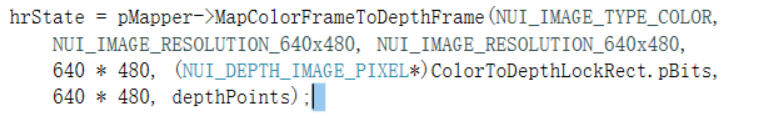 hrState = pMapper->MapColorFrameToDepthFrame(NUI_IMAGE_TYPE_COLOR,
NUI_IMAGE_RESOLUTION_640x480, NUI_IMAGE_RESOLUTION_640x480,
640 * 480, (NUI_DEPTH_IMAGE_PIXEL*)ColorToDepthLockRect.pBits,
640 * 480, depthPoints);